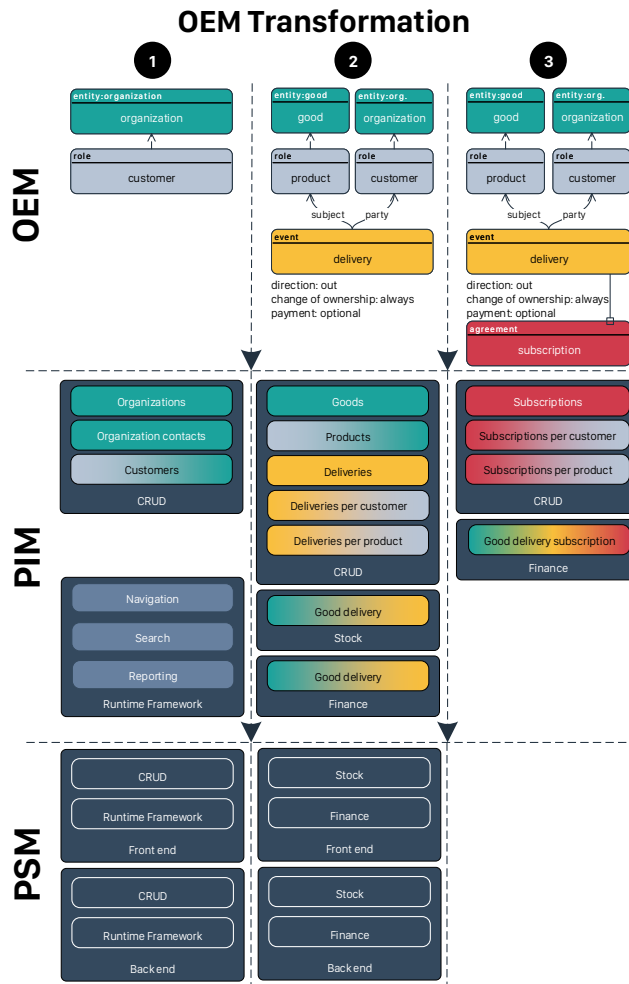 OEM Transformation
1
2
3
OEM
entity:organization
organization
role
customer
entity:good
good
entity:org.
organization
role
product
role
customer
subject
party
event
delivery
direction: out
change of ownership: always
payment: optional
entity:good
good
entity:org.
organization
role
product
role
customer
subject
party
event
delivery
direction: out
change of ownership: always
payment: optional
agreement
subscription
PIM
Organizations
Organization contacts
Customers
CRUD
Navigation
Search
Reporting
Runtime Framework
Goods
Products
Deliveries
Deliveries per customer
Deliveries per product
CRUD
Good delivery
Stock
Good delivery
Finance
Subscriptions
Subscriptions per customer
Subscriptions per product
CRUD
Good delivery subscription
Finance
PSM
CRUD
Runtime Framework
Front end
CRUD
Runtime Framework
Back end
Stock
Finance
Front end
Stock
Finance
Back end